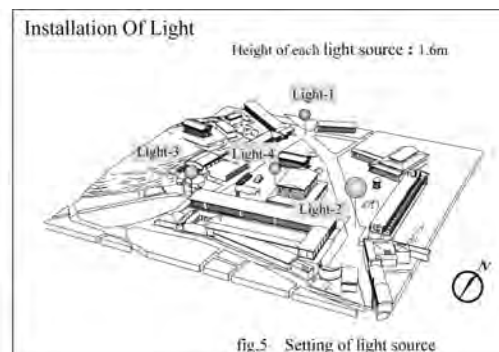 Installation Of Light
Height of each light source : 1.6m
Light-1
Light-3
Light-4
Light-2
N
fig.5 Setting of light source